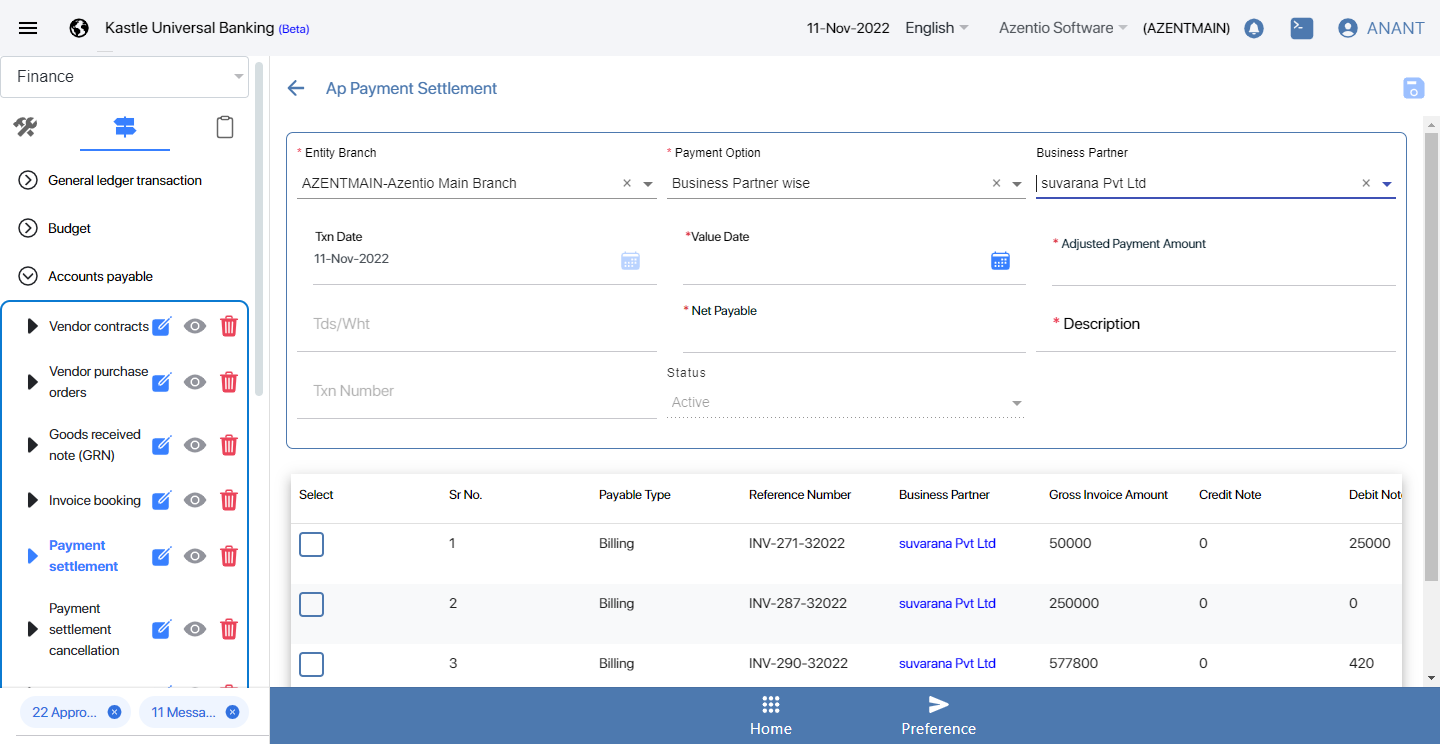 Kastle Universal Banking (Beta)
11-Nov-2022 English Azentio Software (AZENTMAIN) ANANT
Finance
General ledger transaction
Budget
Accounts payable
Vendor contracts
Vendor purchase
orders
Goods received
note (GRN)
Invoice booking
Payment
settlement
Payment
settlement
cancellation
22 Appro...
11 Messa...
Ap Payment Settlement
* Entity Branch * Payment Option Business Partner
AZENTMAIN-Azentio Main Branch Business Partner wise suvarana Pvt Ltd
Txn Date *Value Date * Adjusted Payment Amount
11-Nov-2022
Tds/Wht * Net Payable * Description
Txn Number Status
Active
Select Sr No. Payable Type Reference Number Business Partner Gross Invoice Amount Credit Note Debit Not
1 Billing INV-271-32022 suvarana Pvt Ltd 50000 0 25000
2 Billing INV-287-32022 suvarana Pvt Ltd 250000 0 0
3 Billing INV-290-32022 suvarana Pvt Ltd 577800 0 420
Home Preference